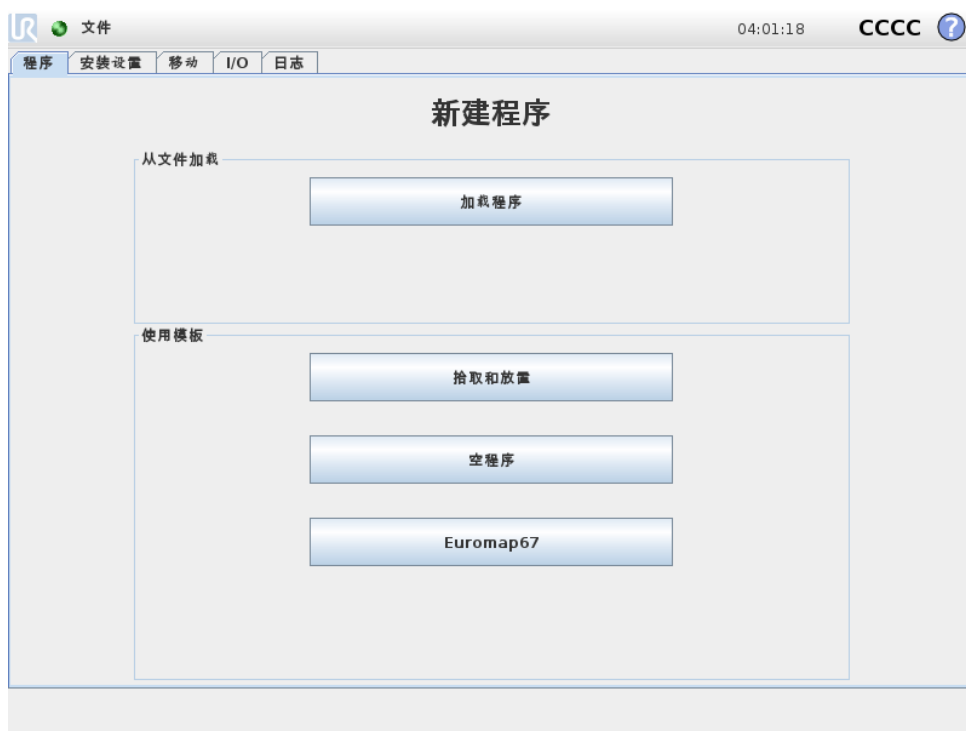 UR 文件 04:01:18 CCCC ?
程序 安装设置 移动 I/O 日志
新建程序
从文件加载
加载程序
使用模板
拾取和放置
空程序
Euromap67